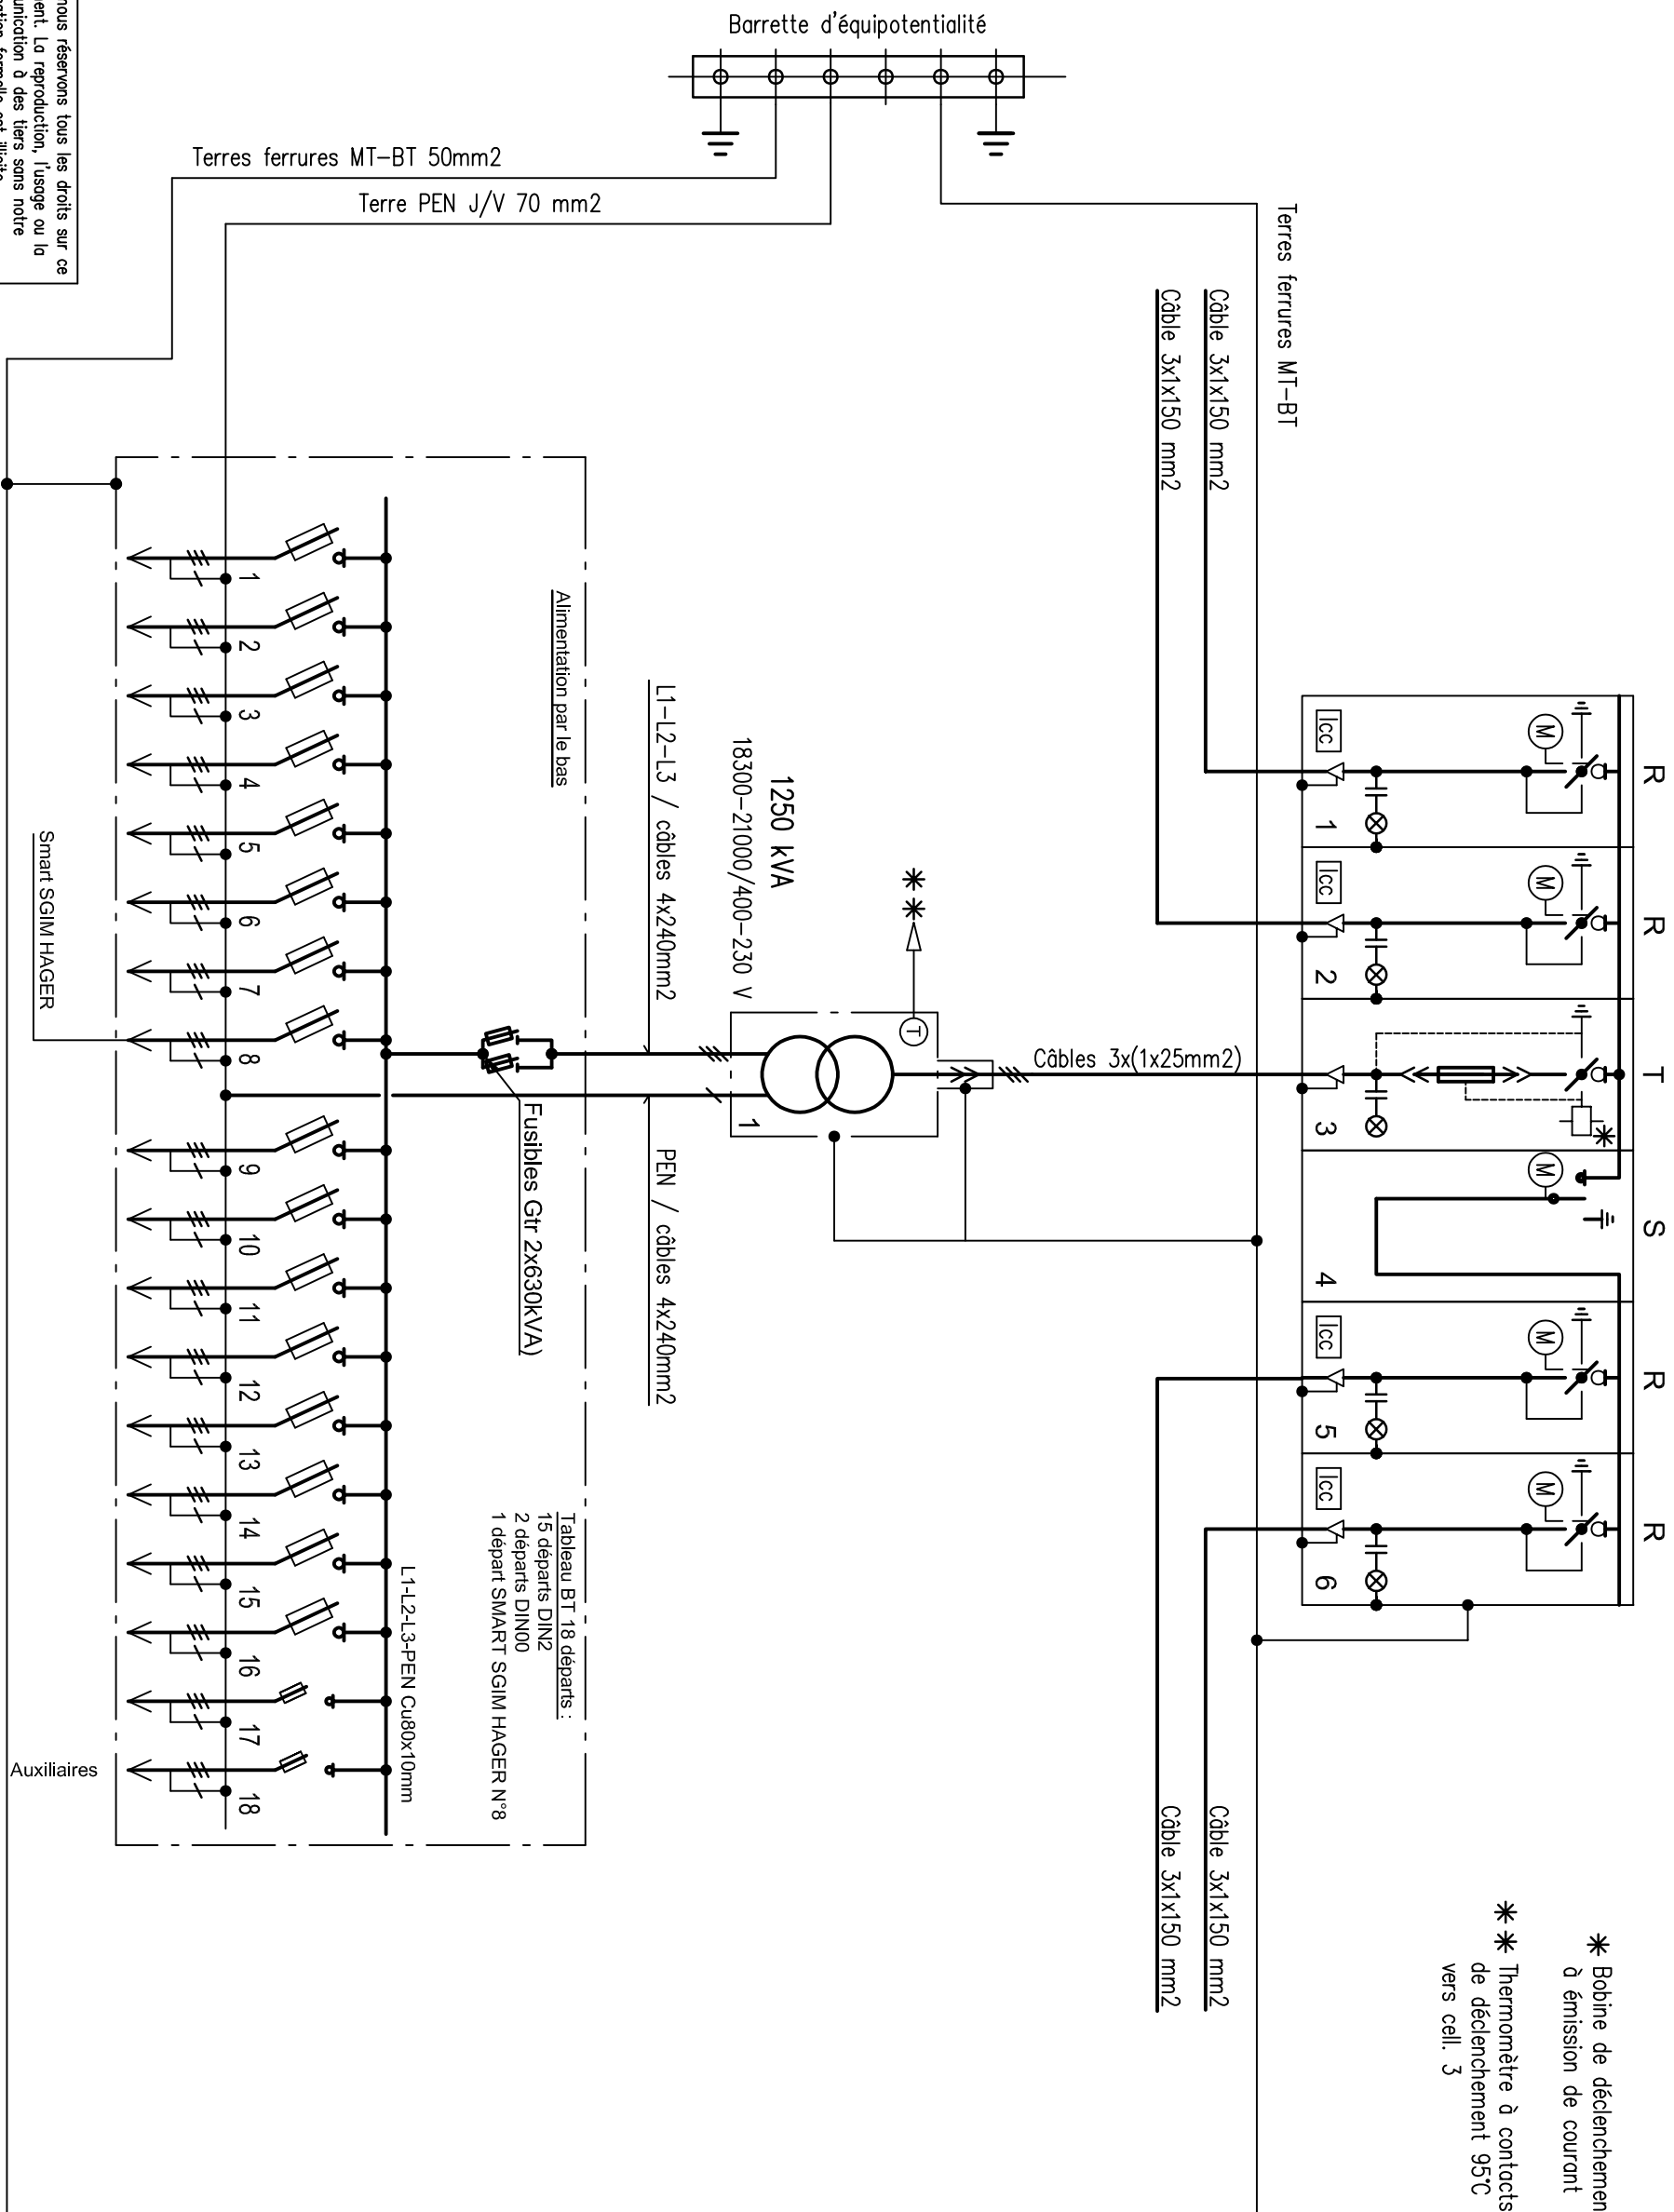 Barrette d'équipotentialité
Terres ferrures MT-BT 50mm2
Terre PEN J/V 70 mm2
nous réservons tous les droits sur ce
ent. La reproduction, l'usage ou la
unication à des tiers sans notre
formelle est illicite
Terres ferrures MT-BT
Câble 3x1x150 mm2
Câble 3x1x150 mm2
R R T S R R
M M M M M
Icc Icc Icc Icc
1 2 3 4 5 6
*
Câble 3x1x150 mm2
Câble 3x1x150 mm2
* Bobine de déclenchemen
à émission de courant
** Thermomètre à contacts
de déclenchement 95°C
vers cell. 3
Câbles 3x(1x25mm2)
**
T
1
1250 kVA
18300-21000/400-230 V
L1-L2-L3 / câbles 4x240mm2
PEN / câbles 4x240mm2
Alimentation par le bas
Fusibles Gtr 2x630kVA)
Tableau BT 18 départs :
15 départs DIN2
2 départs DIN00
1 départ SMART SGIM HAGER N°8
L1-L2-L3-PEN Cu80x10mm
1 2 3 4 5 6 7 8 9 10 11 12 13 14 15 16 17 18
Smart SGIM HAGER
Auxiliaires